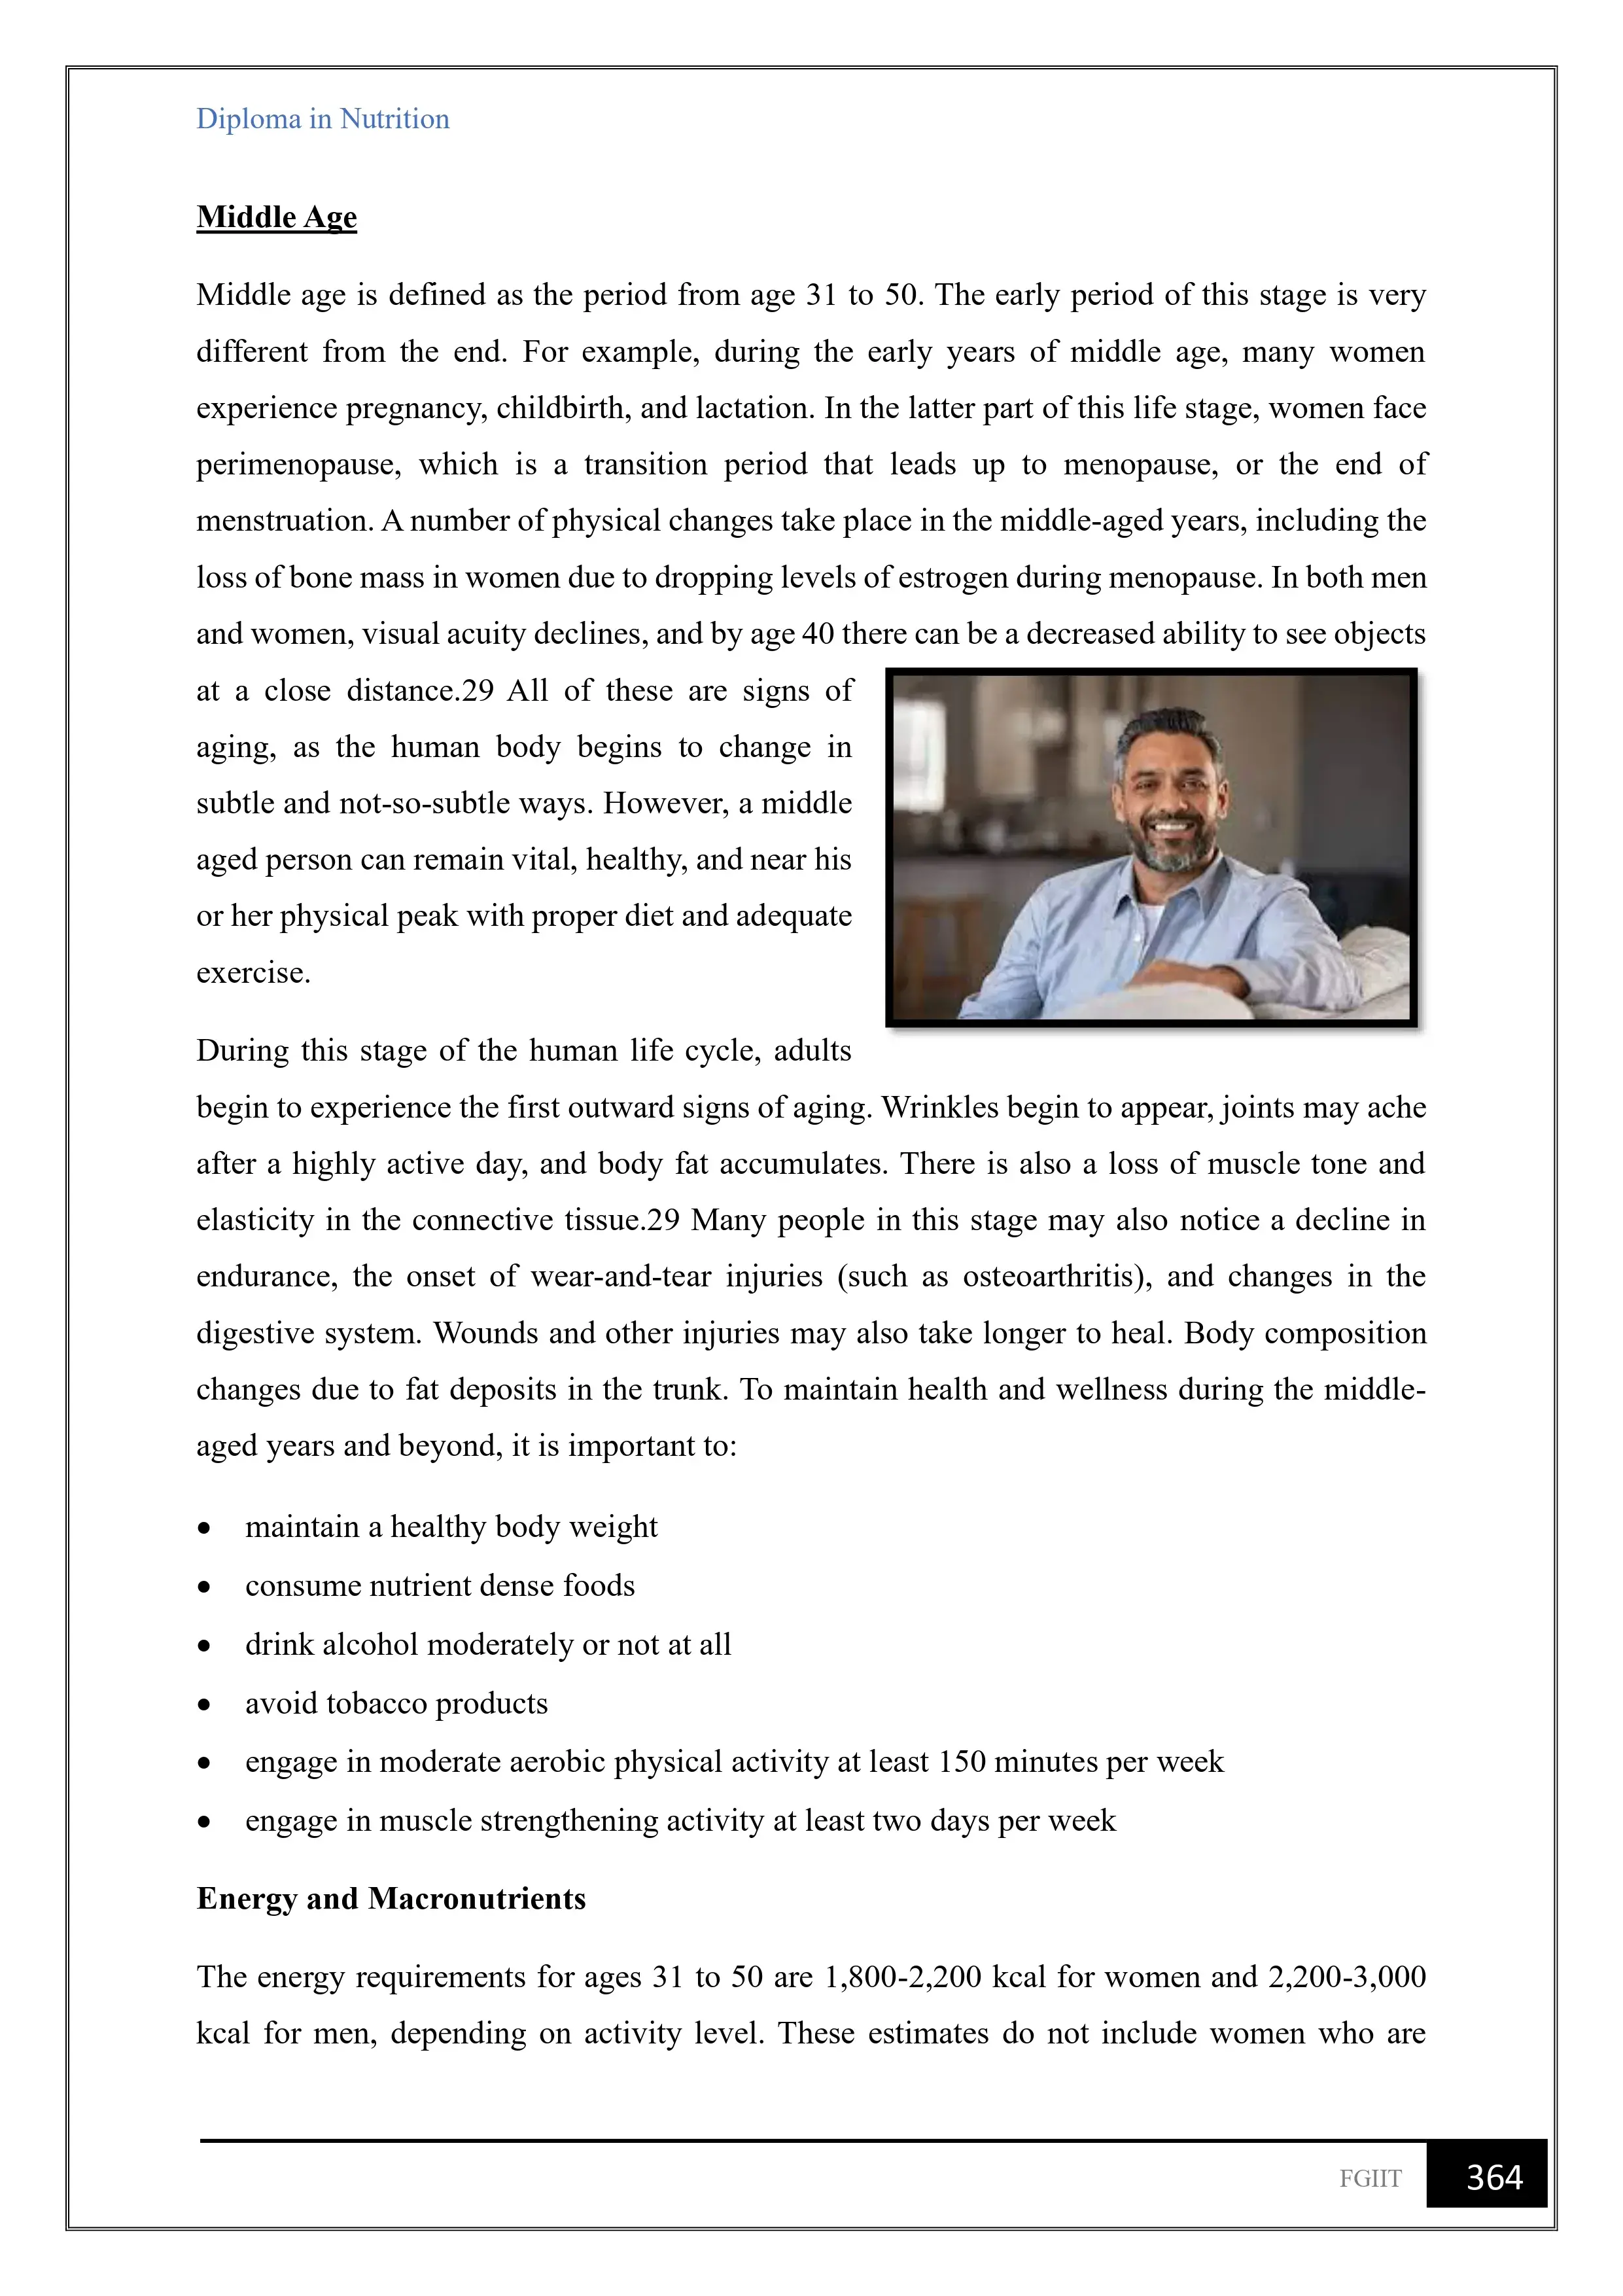 Diploma in Nutrition
Middle Age
Middle age is defined as the period from age 31 to 50. The early period of this stage is very
different from the end. For example, during the early years of middle age, many women
experience pregnancy, childbirth, and lactation. In the latter part of this life stage, women face
perimenopause, which is a transition period that leads up to menopause, or the end of
menstruation. A number of physical changes take place in the middle-aged years, including the
loss of bone mass in women due to dropping levels of estrogen during menopause. In both men
and women, visual acuity declines, and by age 40 there can be a decreased ability to see objects
at a close distance.29 All of these are signs of
aging, as the human body begins to change in
subtle and not-so-subtle ways. However, a middle
aged person can remain vital, healthy, and near his
or her physical peak with proper diet and adequate
exercise.
During this stage of the human life cycle, adults
begin to experience the first outward signs of aging. Wrinkles begin to appear, joints may ache
after a highly active day, and body fat accumulates. There is also a loss of muscle tone and
elasticity in the connective tissue.29 Many people in this stage may also notice a decline in
endurance, the onset of wear-and-tear injuries (such as osteoarthritis), and changes in the
digestive system. Wounds and other injuries may also take longer to heal. Body composition
changes due to fat deposits in the trunk. To maintain health and wellness during the middle-
aged years and beyond, it is important to:
• maintain a healthy body weight
• consume nutrient dense foods
• drink alcohol moderately or not at all
• avoid tobacco products
• engage in moderate aerobic physical activity at least 150 minutes per week
• engage in muscle strengthening activity at least two days per week
Energy and Macronutrients
The energy requirements for ages 31 to 50 are 1,800-2,200 kcal for women and 2,200-3,000
kcal for men, depending on activity level. These estimates do not include women who are
FGIIT 364